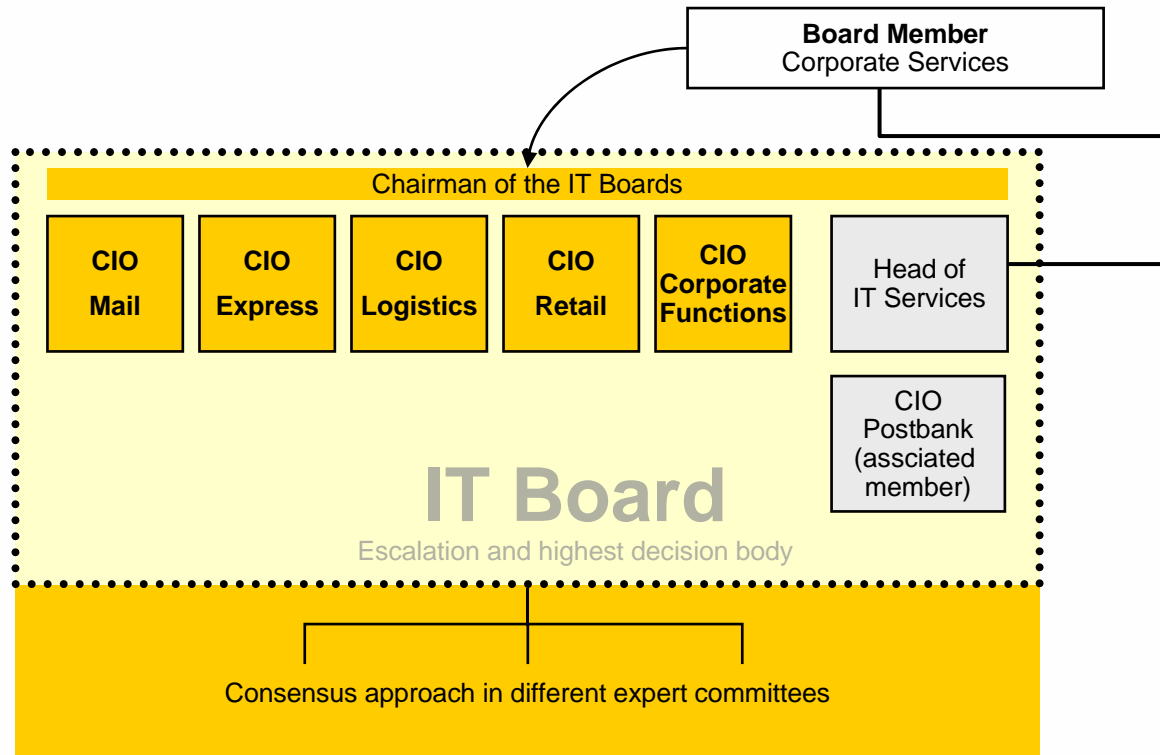 Board Member
Corporate Services
Chairman of the IT Boards
CIO
Mail
CIO
Express
CIO
Logistics
CIO
Retail
CIO
Corporate
Functions
Head of
IT Services
CIO
Postbank
(assciated
member)
IT Board
Escalation and highest decision body
Consensus approach in different expert committees